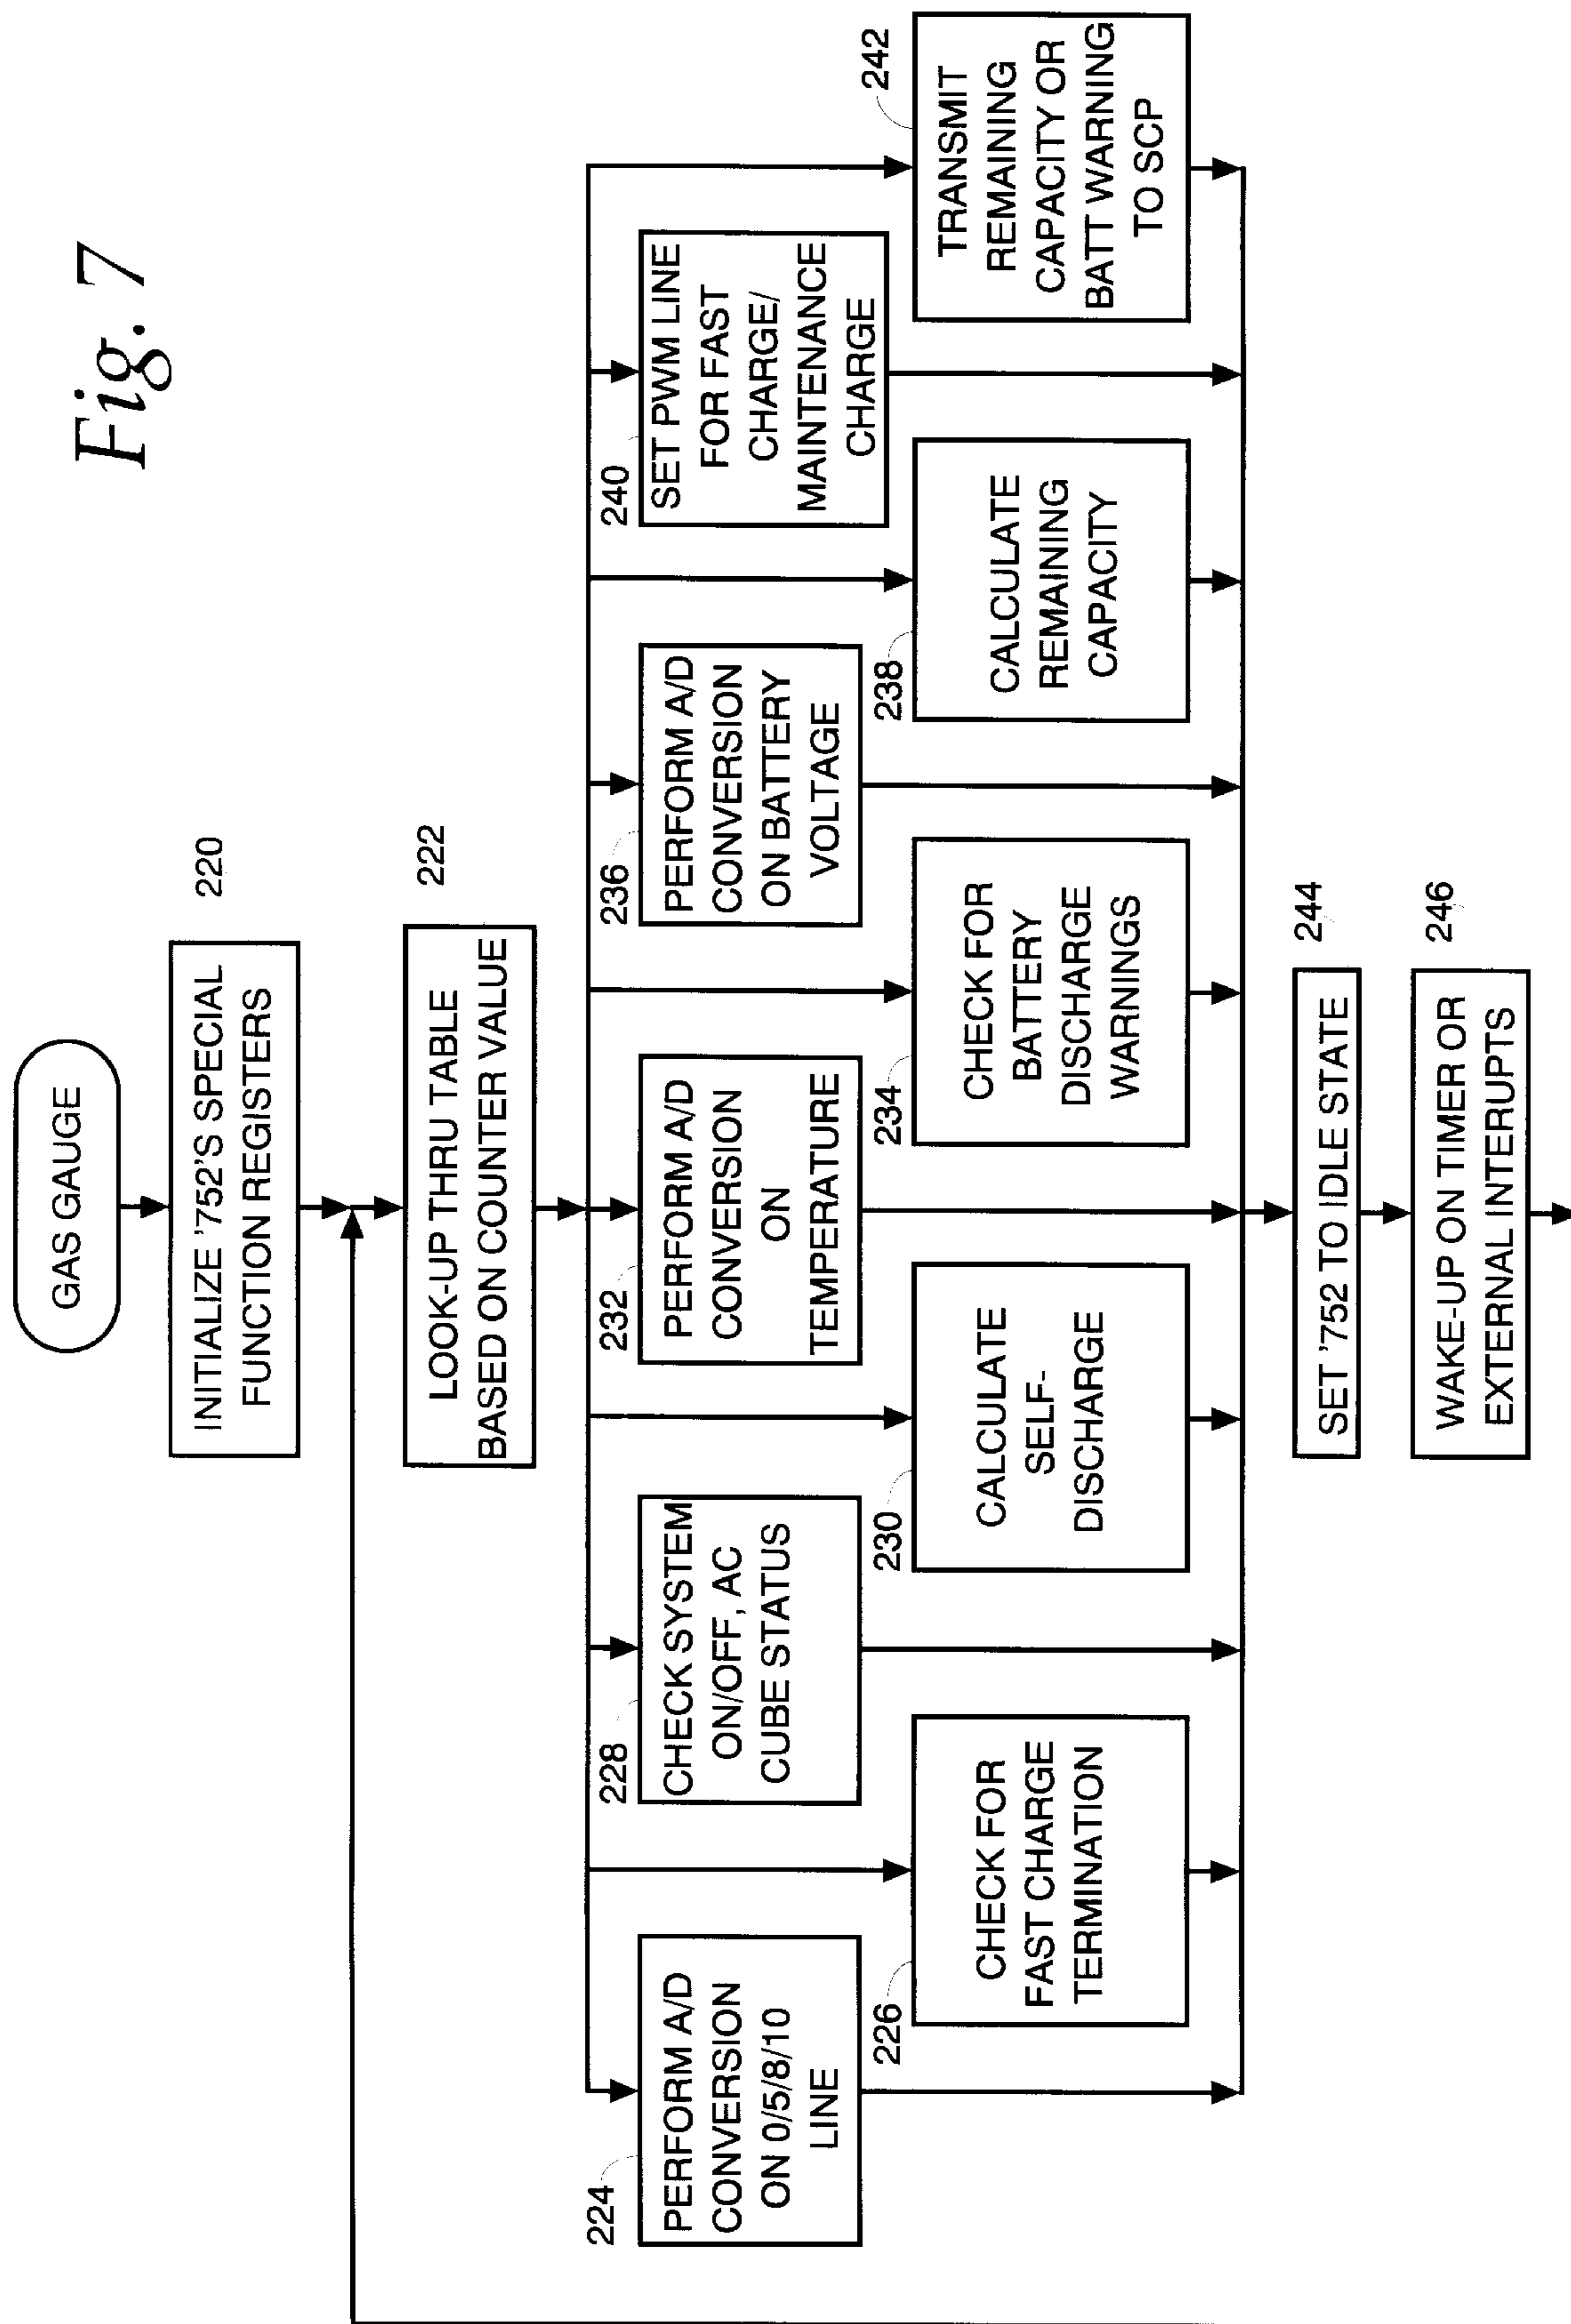 Fig. 7
GAS GAUGE
220
INITIALIZE '752'S SPECIAL
FUNCTION REGISTERS
222
LOOK-UP THRU TABLE
BASED ON COUNTER VALUE
224
PERFORM A/D
CONVERSION
ON 0/5/8/10
LINE
226
CHECK FOR
FAST CHARGE
TERMINATION
228
CHECK SYSTEM
ON/OFF, AC
CUBE STATUS
230
CALCULATE
SELF-
DISCHARGE
232
PERFORM A/D
CONVERSION
ON
TEMPERATURE
234
CHECK FOR
BATTERY
DISCHARGE
WARNINGS
236
PERFORM A/D
CONVERSION
ON BATTERY
VOLTAGE
238
CALCULATE
REMAINING
CAPACITY
240
SET PWM LINE
FOR FAST
CHARGE/
MAINTENANCE
CHARGE
242
TRANSMIT
REMAINING
CAPACITY OR
BATT WARNING
TO SCP
244
SET '752 TO IDLE STATE
246
WAKE-UP ON TIMER OR
EXTERNAL INTERUPTS